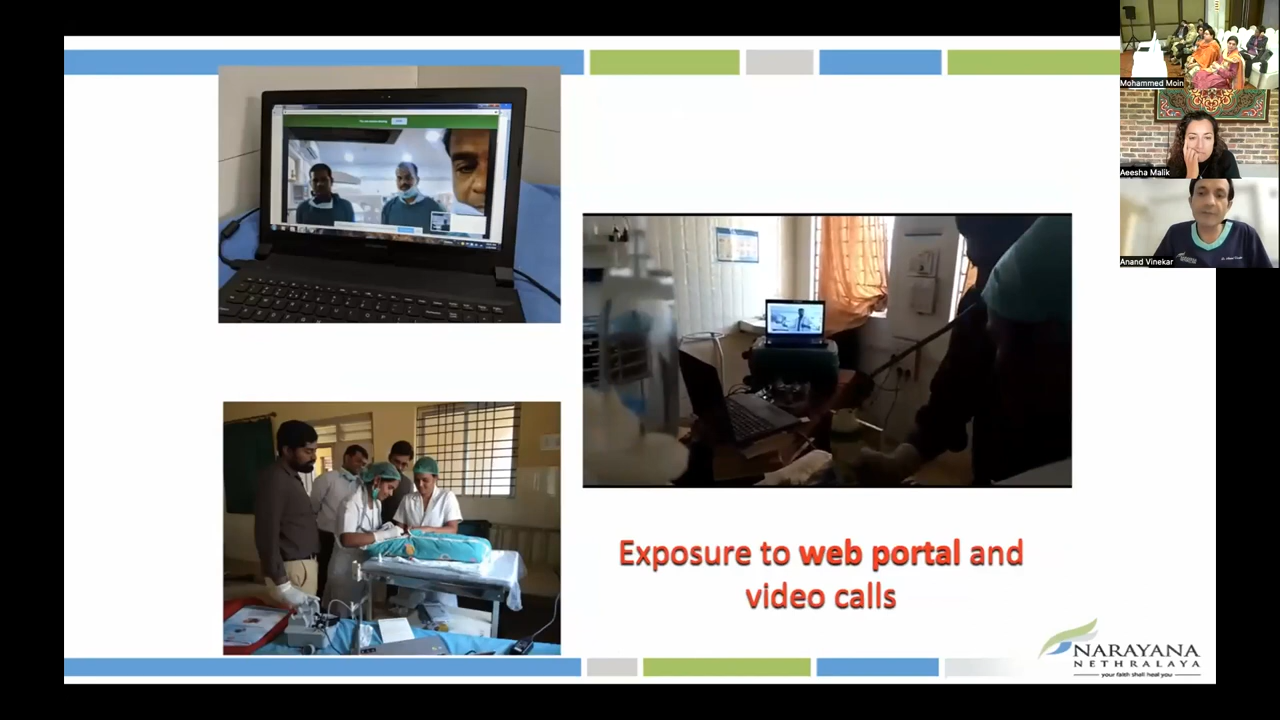 Mohammed Moin
Aeesha Malik
Anand Vinekar
Exposure to web portal and
video calls
NARAYANA
NETHRALAYA
your faith shall heal you